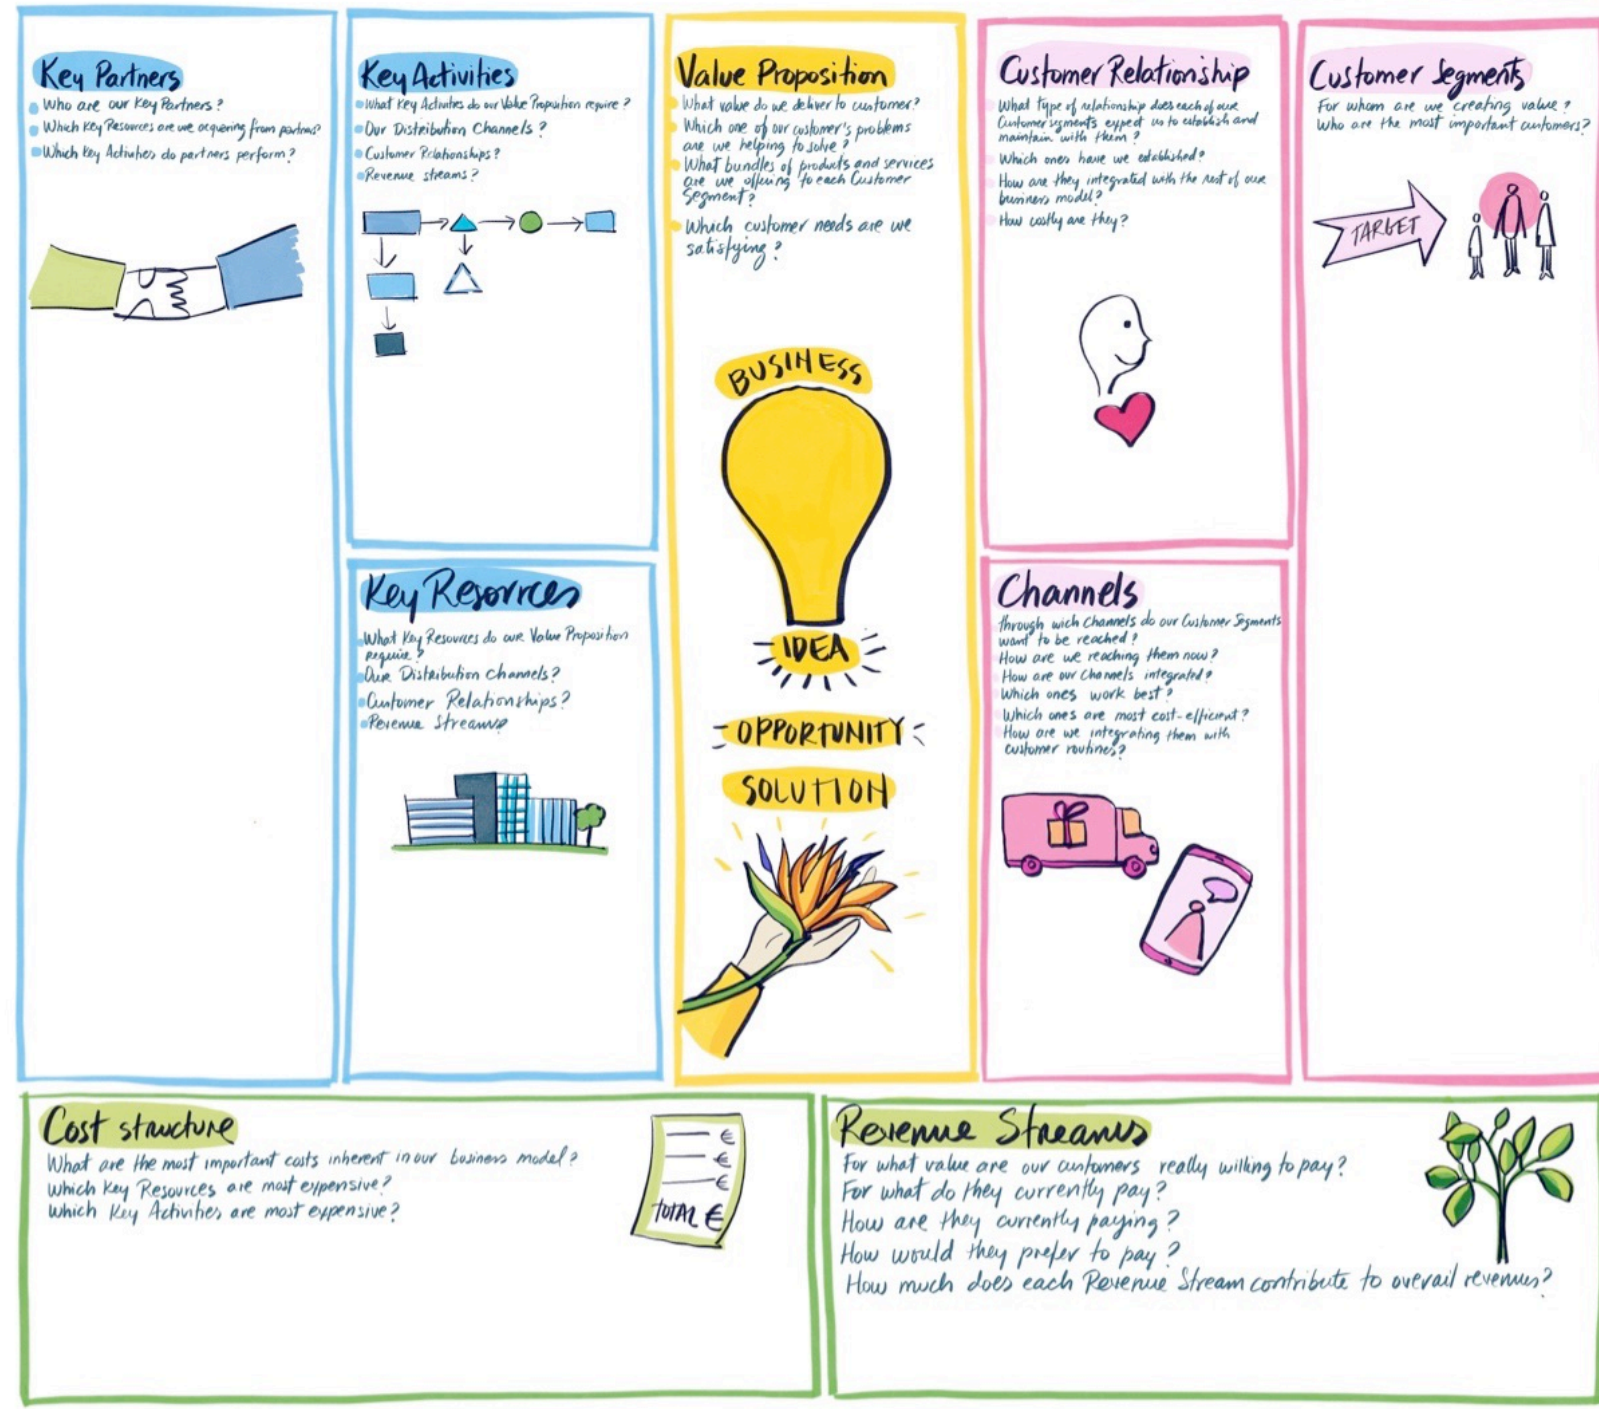 Key Partners
Who are our Key Partners?
Which Key Resources are we acquiring from partners?
Which Key Activities do partners perform?
Key Activities
What Key Activities do our Value Proposition require?
Our Distribution Channels?
Customer Relationships?
Revenue streams?
Key Resources
What Key Resources do our Value Proposition
require?
Our Distribution Channels?
Customer Relationships?
Revenue Streams?
Value Proposition
What value do we deliver to customer?
Which one of our customer's problems
are we helping to solve?
What bundles of products and services
are we offering to each Customer
Segment?
Which customer needs are we
satisfying?
BUSINESS
IDEA
OPPORTUNITY
SOLUTION
Customer Relationship
What type of relationship does each of our
Customer segments expect us to establish and
maintain with them?
Which ones have we established?
How are they integrated with the rest of our
business model?
How costly are they?
Channels
Through wich Channels do our Customer Segments
want to be reached?
How are we reaching them now?
How are our Channels integrated?
Which ones work best?
Which ones are most cost-efficient?
How are we integrating them with
customer routines?
Customer Segments
For whom are we creating value?
Who are the most important customers?
TARGET
Cost structure
What are the most important costs inherent in our business model?
Which Key Resources are most expensive?
Which Key Activities are most expensive?
€
€
€
TOTAL €
Revenue Streams
For what value are our customers really willing to pay?
For what do they currently pay?
How are they currently paying?
How would they prefer to pay?
How much does each Revenue Stream contribute to overall revenues?